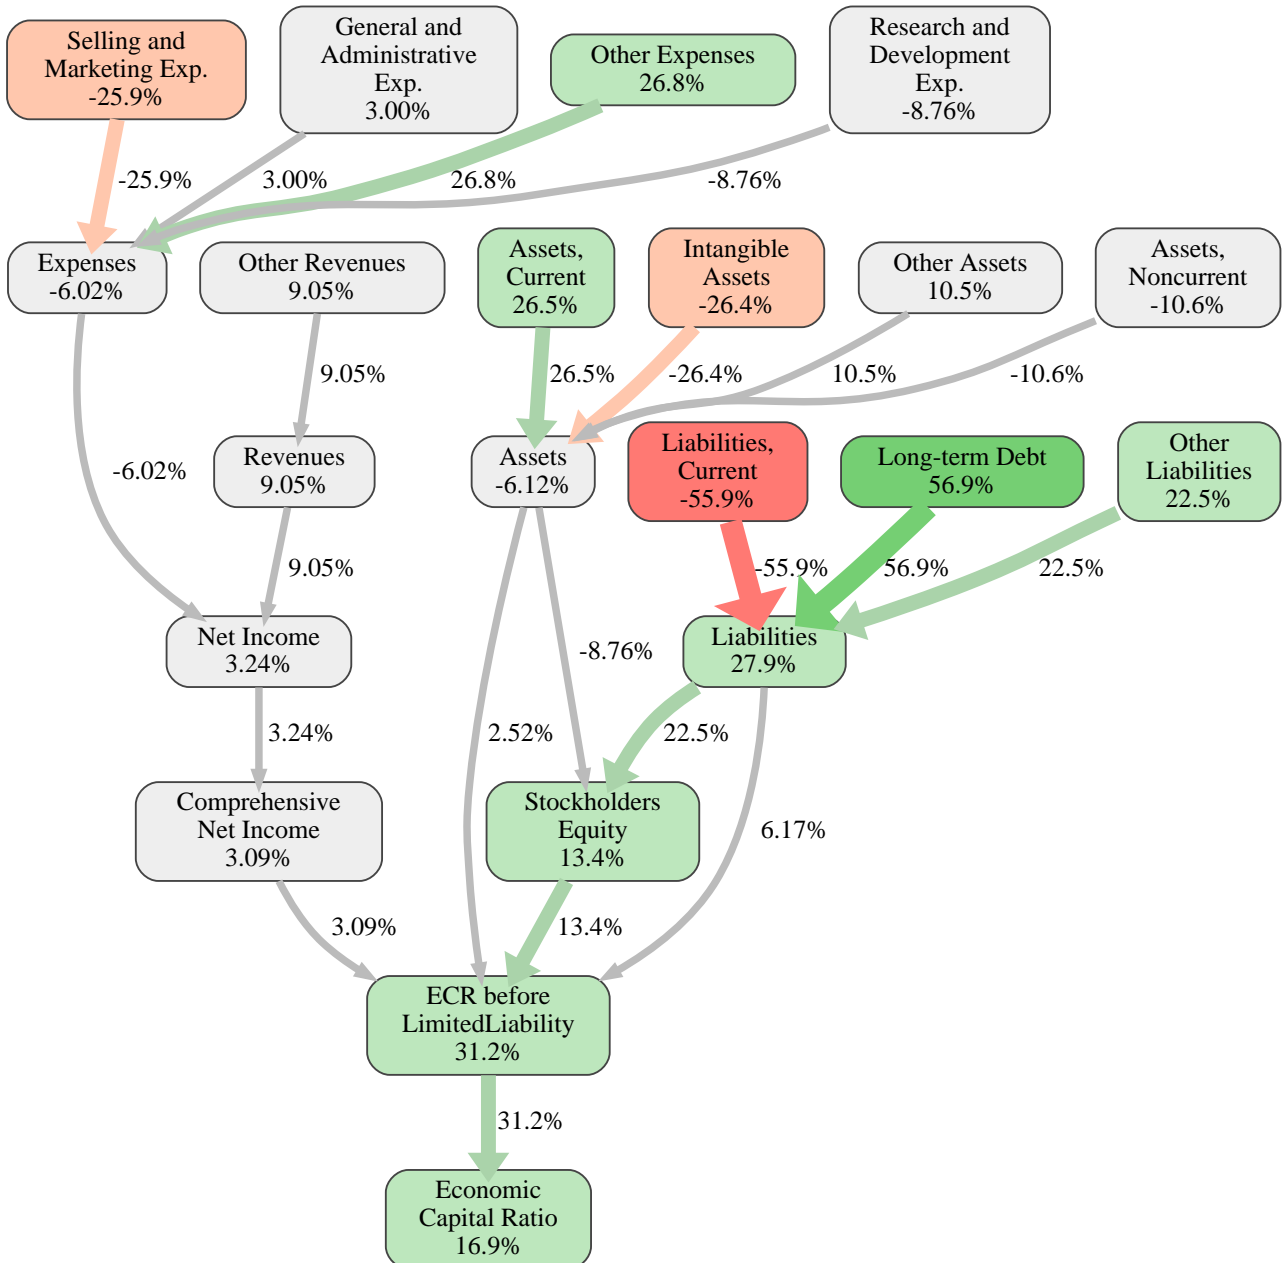 Selling and
Marketing Exp.
-25.9%
General and
Administrative
Exp.
3.00%
Other Expenses
26.8%
Research and
Development
Exp.
-8.76%
-25.9%
3.00%
26.8%
-8.76%
Expenses
-6.02%
Other Revenues
9.05%
Assets,
Current
26.5%
Intangible
Assets
-26.4%
Other Assets
10.5%
Assets,
Noncurrent
-10.6%
9.05%
26.5%
-26.4%
10.5%
-10.6%
-6.02%
Revenues
9.05%
Assets
-6.12%
Liabilities,
Current
-55.9%
Long-term Debt
56.9%
Other
Liabilities
22.5%
9.05%
-55.9%
56.9%
22.5%
Net Income
3.24%
-8.76%
Liabilities
27.9%
3.24%
2.52%
22.5%
Comprehensive
Net Income
3.09%
Stockholders
Equity
13.4%
6.17%
3.09%
13.4%
ECR before
LimitedLiability
31.2%
31.2%
Economic
Capital Ratio
16.9%